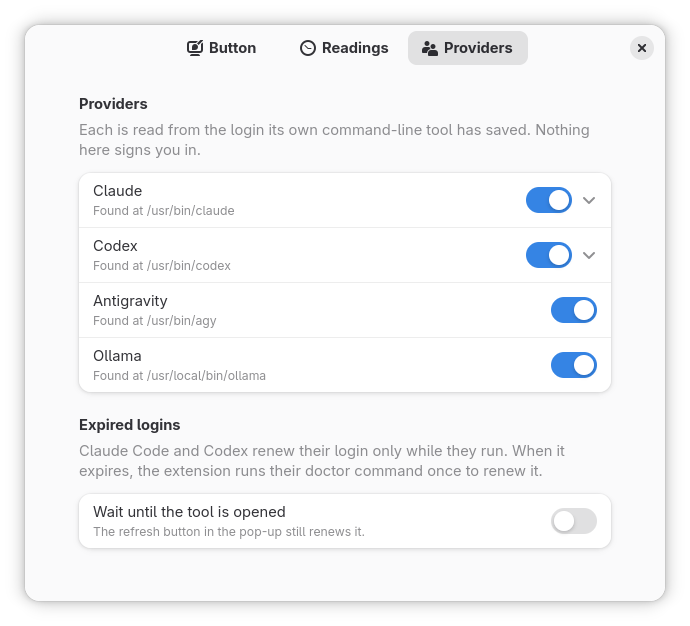 Button
Readings
Providers
Providers
Each is read from the login its own command-line tool has saved. Nothing
here signs you in.
Claude
Found at /usr/bin/claude
Codex
Found at /usr/bin/codex
Antigravity
Found at /usr/bin/agy
Ollama
Found at /usr/local/bin/ollama
Expired logins
Claude Code and Codex renew their login only while they run. When it
expires, the extension runs their doctor command once to renew it.
Wait until the tool is opened
The refresh button in the pop-up still renews it.